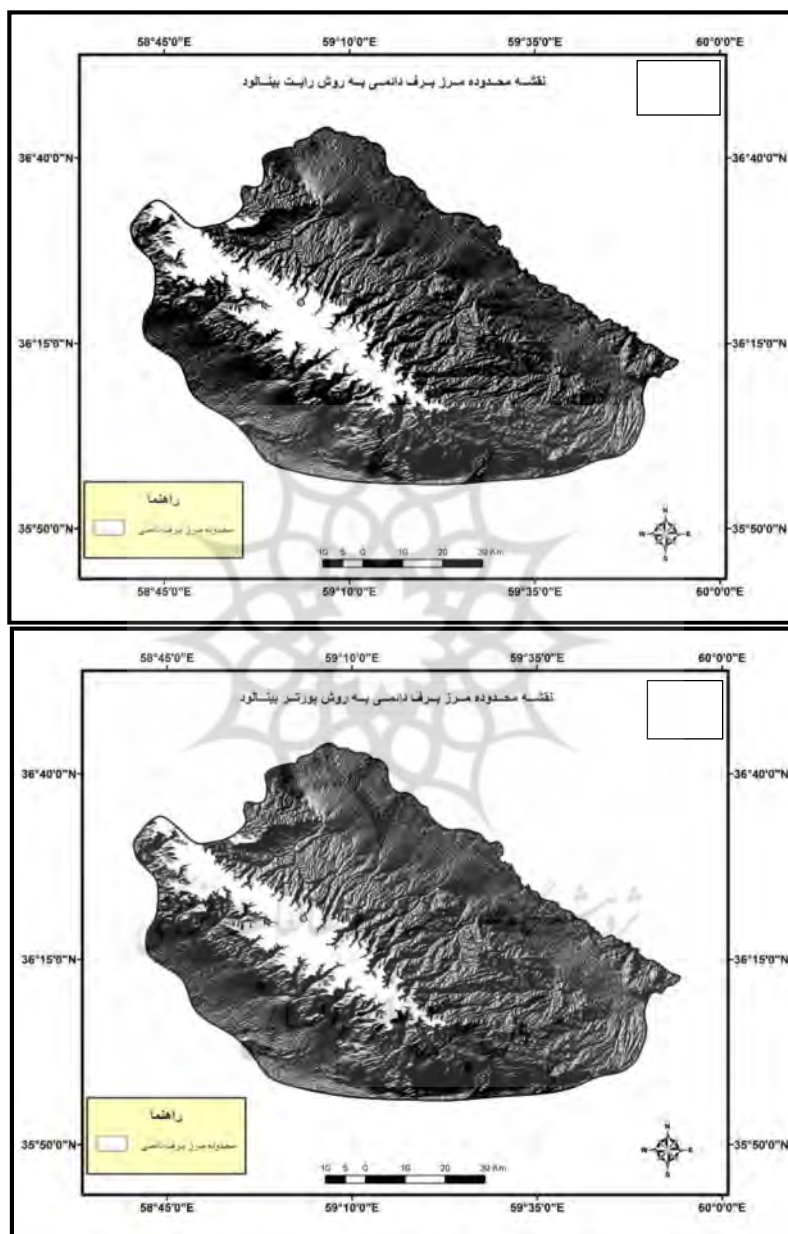 58°45'0"E 59°10'0"E 59°35'0"E 60°0'0"E
نقشه محدوده مرز برف دائمی به روش رایت بینالود
36°40'0"N 36°40'0"N
36°15'0"N 36°15'0"N
راهنما
محدوده مرز برف دائمی
35°50'0"N 35°50'0"N
N
W E
S
10 5 0 10 20 30 Km
58°45'0"E 59°10'0"E 59°35'0"E 60°0'0"E
58°45'0"E 59°10'0"E 59°35'0"E 60°0'0"E
نقشه محدوده مرز برف دائمی به روش پورتر بینالود
36°40'0"N 36°40'0"N
36°15'0"N 36°15'0"N
راهنما
محدوده مرز برف دائمی
35°50'0"N 35°50'0"N
N
W E
S
10 5 0 10 20 30 Km
58°45'0"E 59°10'0"E 59°35'0"E 60°0'0"E